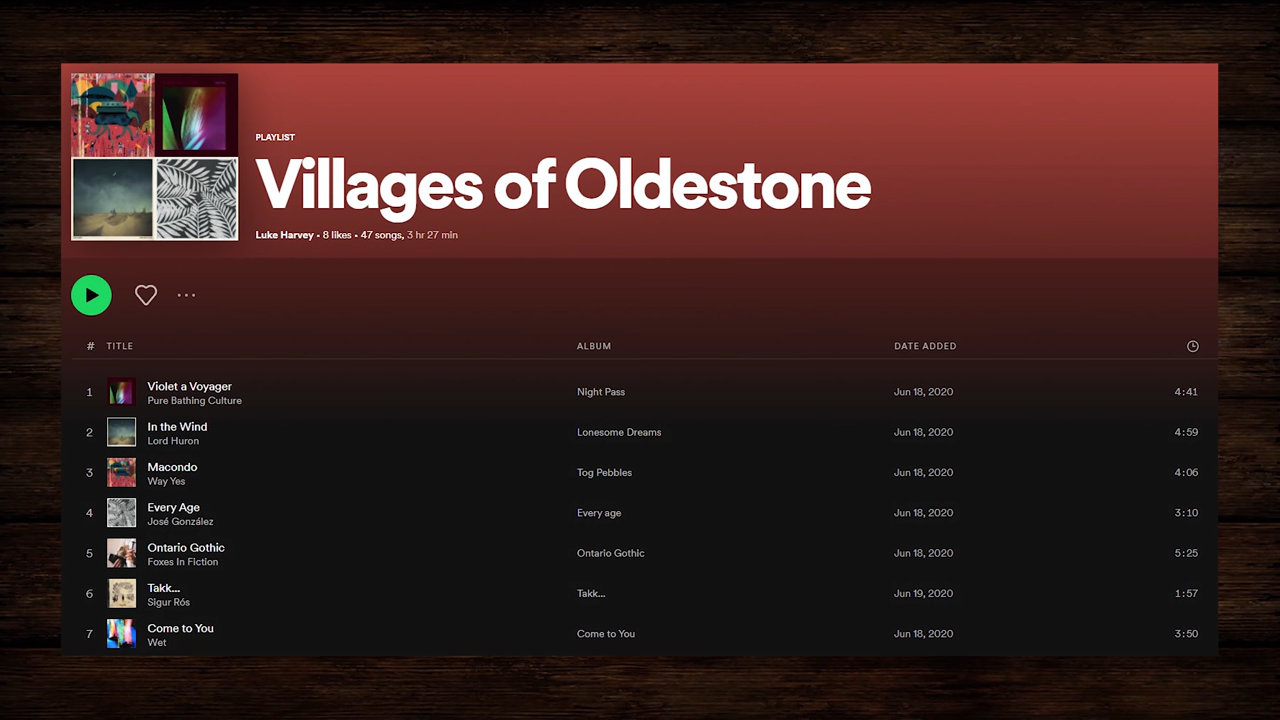 PLAYLIST
Villages of Oldestone
Luke Harvey • 8 likes • 47 songs, 3 hr 27 min
# TITLE ALBUM DATE ADDED
1 Violet a Voyager Night Pass Jun 18, 2020 4:41
Pure Bathing Culture
2 In the Wind Lonesome Dreams Jun 18, 2020 4:59
Lord Huron
3 Macondo Tog Pebbles Jun 18, 2020 4:06
Way Yes
4 Every Age Every age Jun 18, 2020 3:10
José González
5 Ontario Gothic Ontario Gothic Jun 18, 2020 5:25
Foxes In Fiction
6 Takk... Takk... Jun 19, 2020 1:57
Sigur Rós
7 Come to You Come to You Jun 18, 2020 3:50
Wet